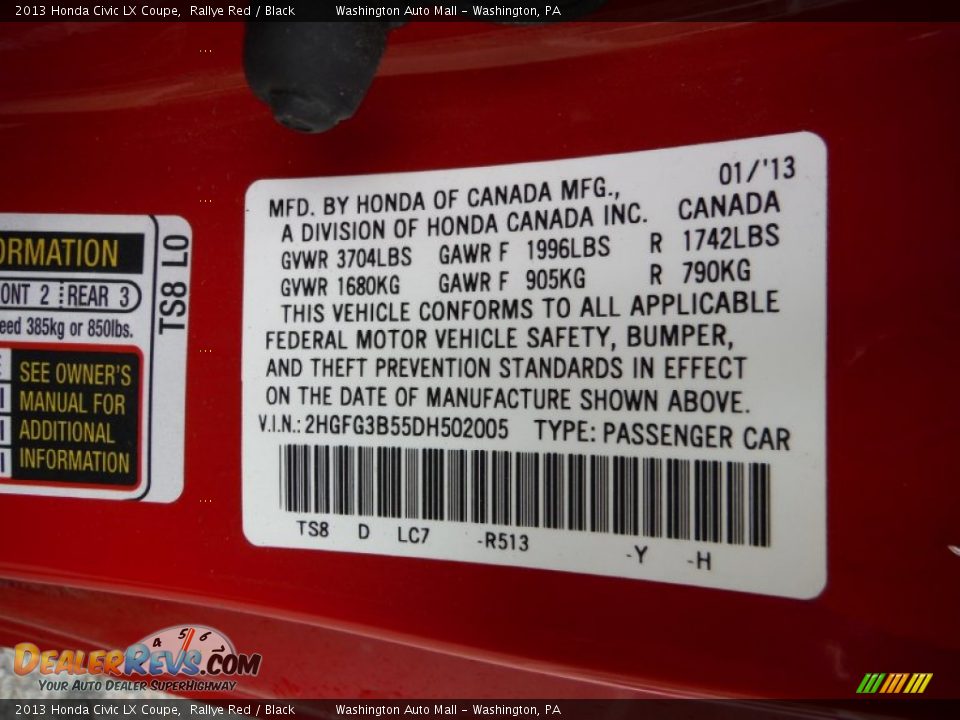 2013 Honda Civic LX Coupe, Rallye Red / Black Washington Auto Mall - Washington, PA
01/'13
MFD. BY HONDA OF CANADA MFG.,
A DIVISION OF HONDA CANADA INC. CANADA
GVWR 3704LBS GAWR F 1996LBS R 1742LBS
GVWR 1680KG GAWR F 905KG R 790KG
THIS VEHICLE CONFORMS TO ALL APPLICABLE
FEDERAL MOTOR VEHICLE SAFETY, BUMPER,
AND THEFT PREVENTION STANDARDS IN EFFECT
ON THE DATE OF MANUFACTURE SHOWN ABOVE.
V.I.N.: 2HGFG3B55DH502005 TYPE: PASSENGER CAR
TS8 D LC7 -R513 -Y -H
REAR 3
385kg or 850lbs.
SEE OWNER'S
MANUAL FOR
ADDITIONAL
INFORMATION
TS8 L0
4 5 6
DEALERREVS.COM
YOUR AUTO DEALER SUPERHIGHWAY
2013 Honda Civic LX Coupe, Rallye Red / Black Washington Auto Mall - Washington, PA